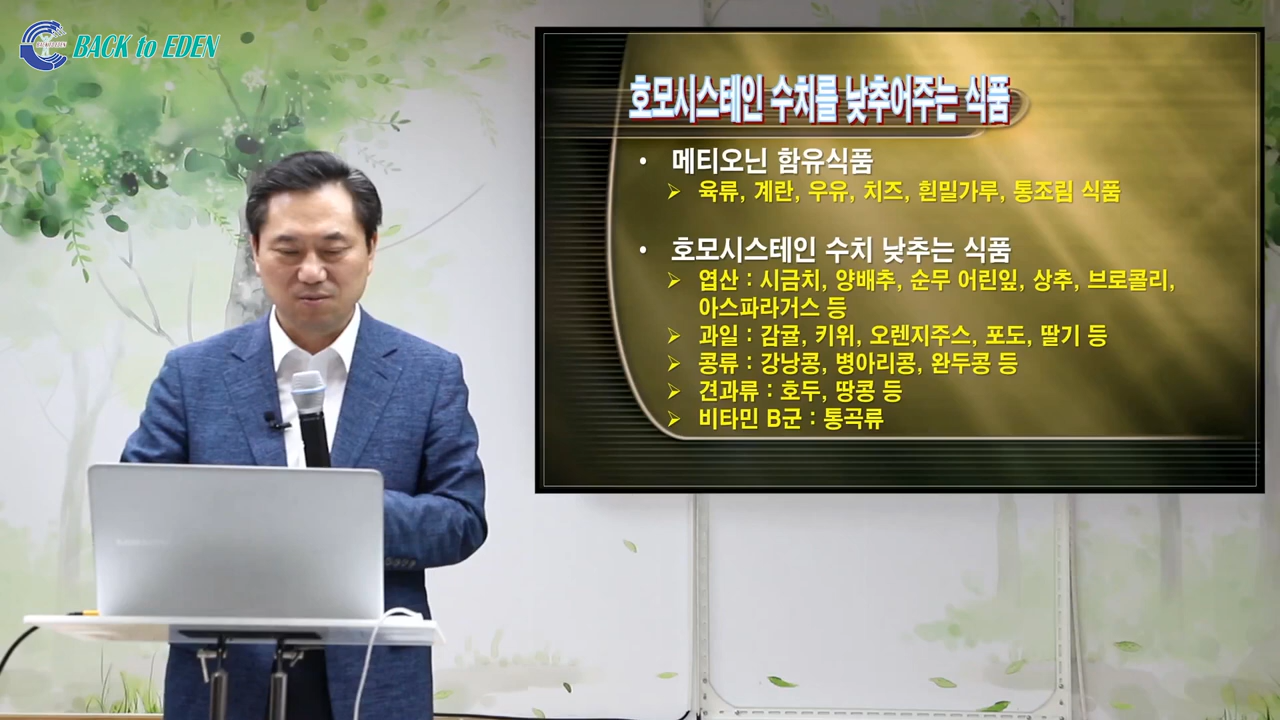 BACK to EDEN
호모시스테인 수치를 낮추어주는 식품
• 메티오닌 함유식품
➢ 육류, 계란, 우유, 치즈, 흰밀가루, 통조림 식품
• 호모시스테인 수치 낮추는 식품
➢ 엽산 : 시금치, 양배추, 순무 어린잎, 상추, 브로콜리,
아스파라거스 등
➢ 과일 : 감귤, 키위, 오렌지주스, 포도, 딸기 등
➢ 콩류 : 강낭콩, 병아리콩, 완두콩 등
➢ 견과류 : 호두, 땅콩 등
➢ 비타민 B군 : 통곡류